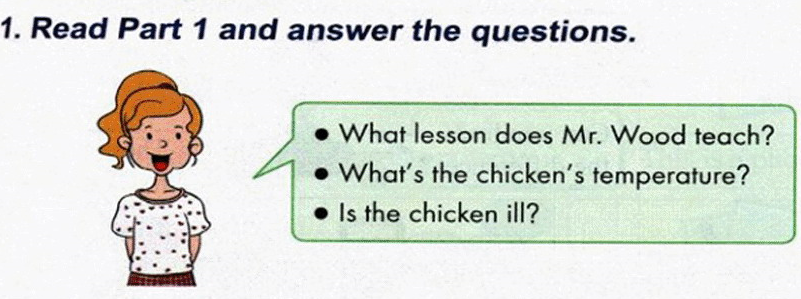 1. Read Part 1 and answer the questions.
• What lesson does Mr. Wood teach?
• What's the chicken's temperature?
• Is the chicken ill?